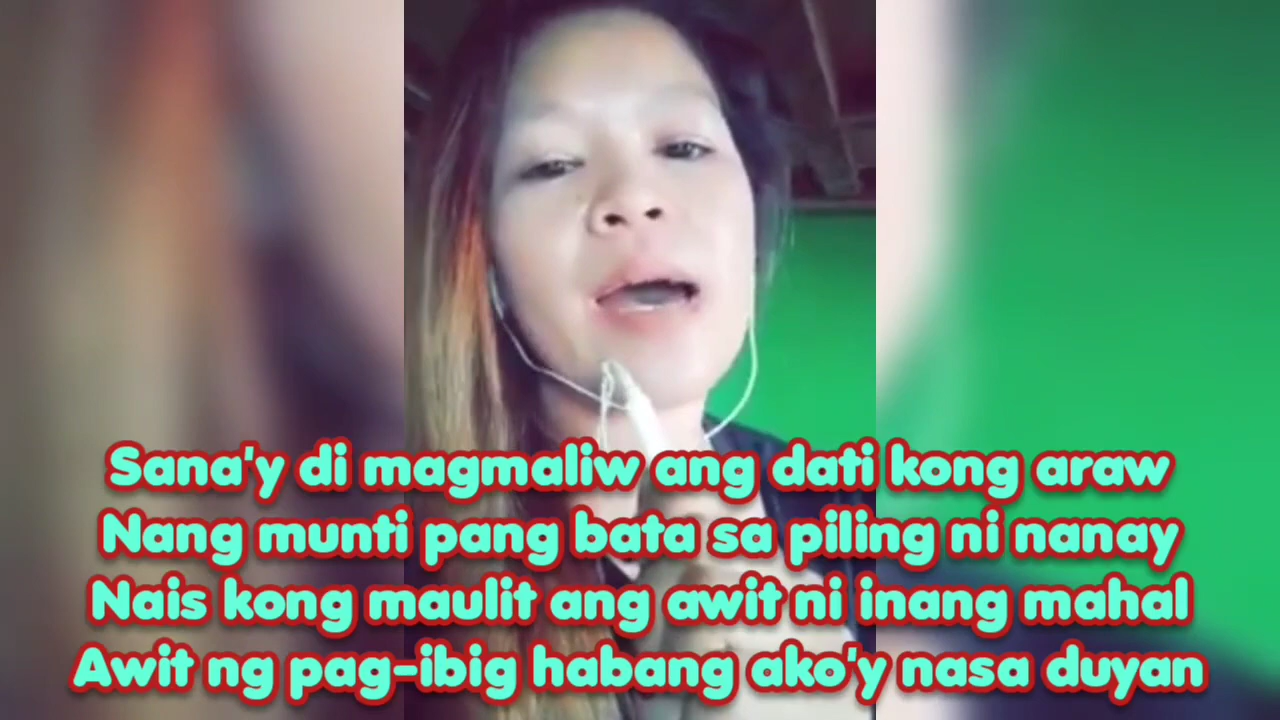 Sana'y di magmaliw ang dati kong araw
Nang munti pang bata sa piling ni nanay
Nais kong maulit ang awit ni inang mahal
Awit ng pag-ibig habang ako'y nasa duyan